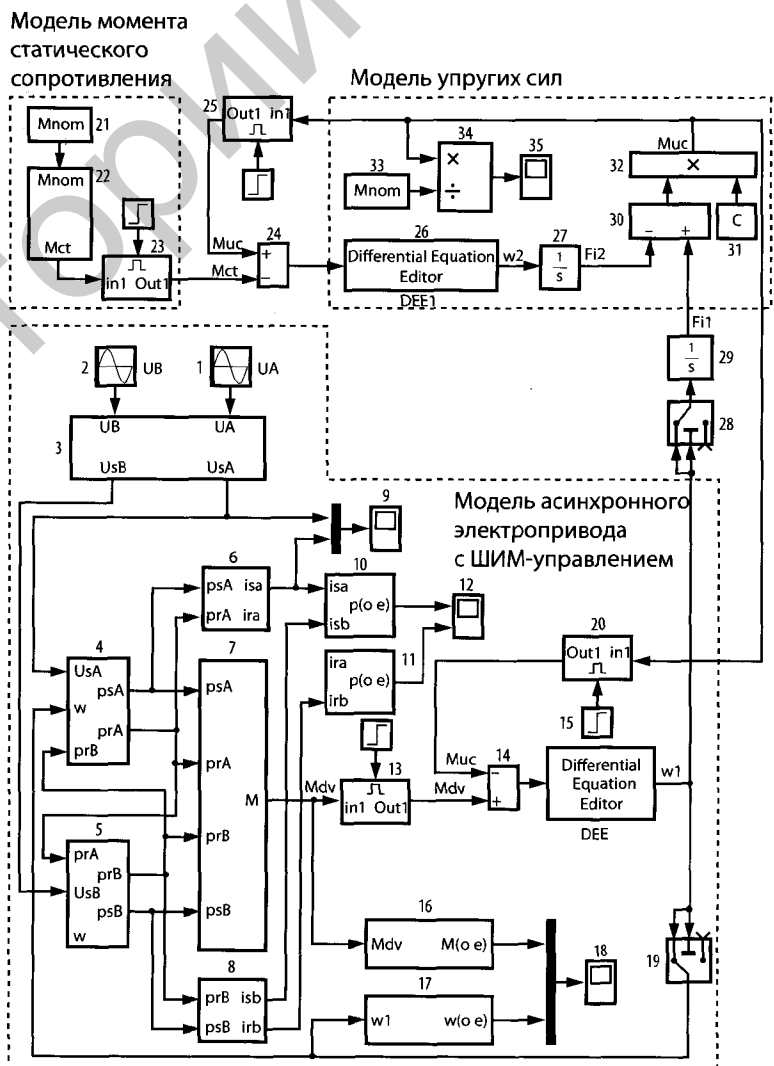 Модель момента
статического
сопротивления
Модель упругих сил
Mnom 21
22
Mnom
Mст
23
in1 Out1
25
Out1 in1
Muc
Mст
24
+
−
33
Mnom
34
×
÷
35
26
Differential Equation
Editor
DEE1
w2
27
1
s
Fi2
Muc
32
×
30
− +
C
31
Fi1
1
s
29
28
2 UB
1 UA
3
UB UA
UsB UsA
9
Модель асинхронного
электропривода
с ШИМ-управлением
6
psA isa
prA ira
10
isa
p(o e)
isb
12
11
ira
p(o e)
irb
4
UsA
psA
w
prA
prB
7
psA
prA
M
prB
psB
5
prA
prB
UsB
psB
w
8
prB isb
psB irb
Mdv
13
in1 Out1
Mdv
Muc
14
−
+
15
20
Out1 in1
Differential
Equation
Editor
DEE
w1
16
Mdv M(o e)
17
w1 w(o e)
18
19